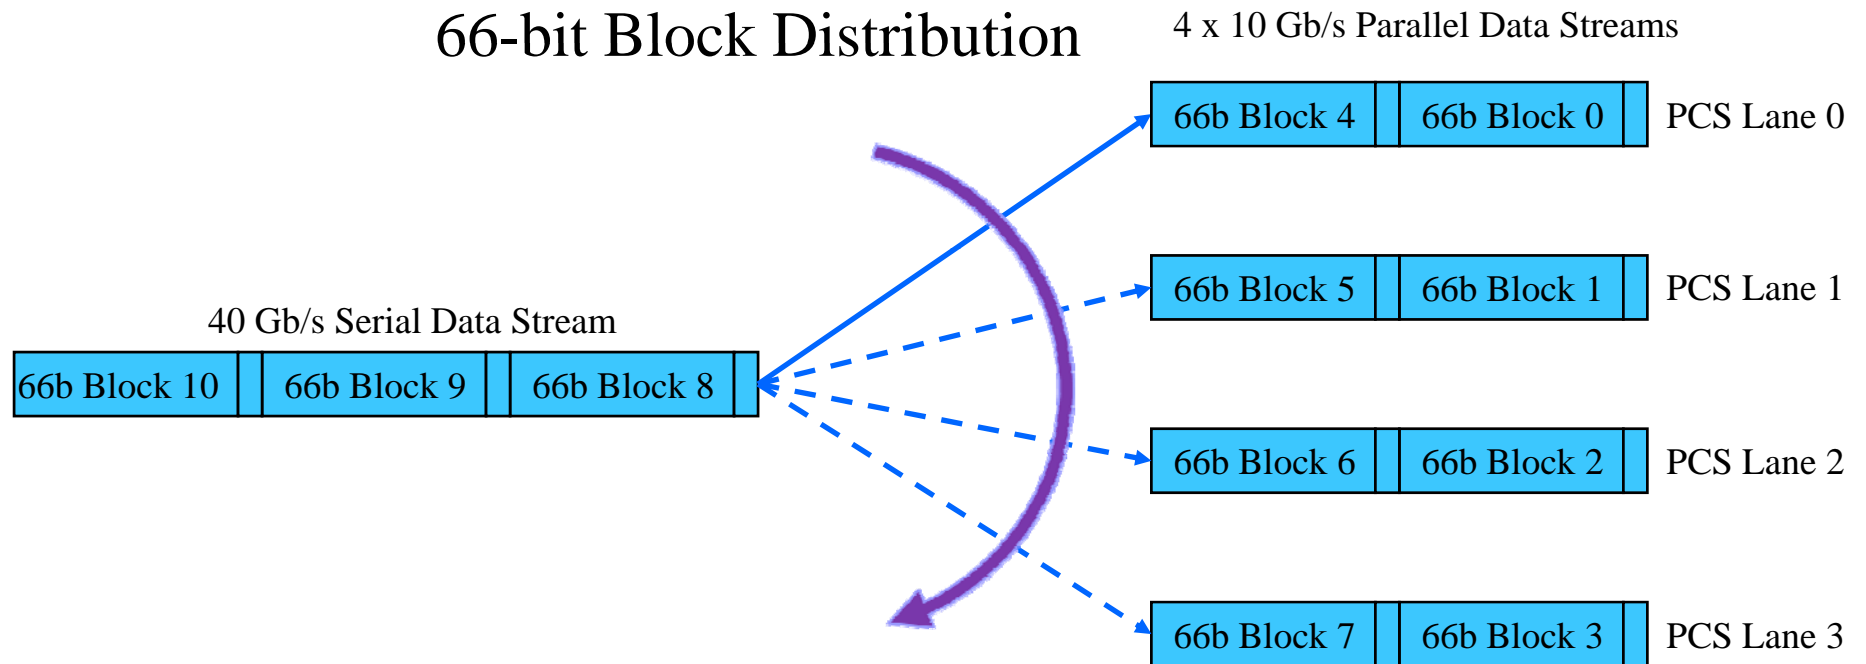 66-bit Block Distribution
4 x 10 Gb/s Parallel Data Streams
66b Block 4 66b Block 0 PCS Lane 0
66b Block 5 66b Block 1 PCS Lane 1
40 Gb/s Serial Data Stream
66b Block 10 66b Block 9 66b Block 8
66b Block 6 66b Block 2 PCS Lane 2
66b Block 7 66b Block 3 PCS Lane 3